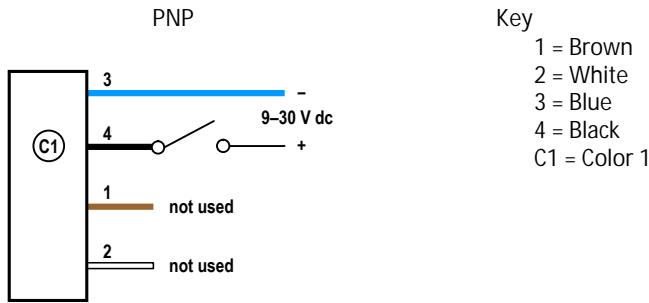 PNP
Key
1 = Brown
2 = White
3 = Blue
4 = Black
C1 = Color 1
3
–
9–30 V dc
C1
4
+
1
not used
2
not used